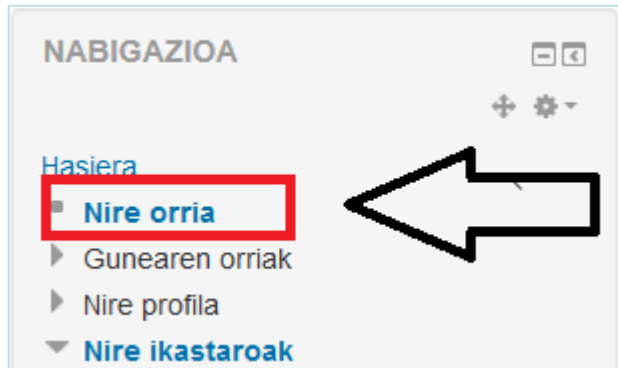 NABIGAZIOA
Hasiera
Nire orria
Gunearen orriak
Nire profila
Nire ikastaroak